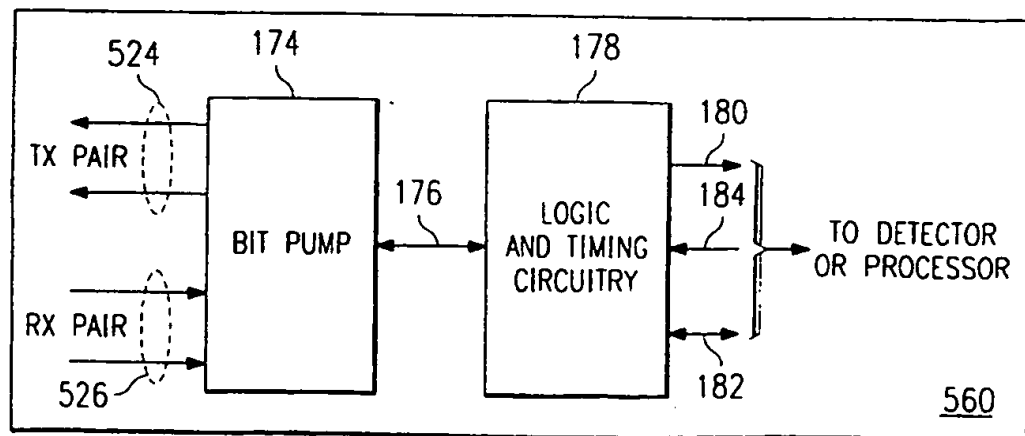 524
174
178
180
TX PAIR
176
184
BIT PUMP
LOGIC
AND TIMING
CIRCUITRY
TO DETECTOR
OR PROCESSOR
RX PAIR
526
182
560